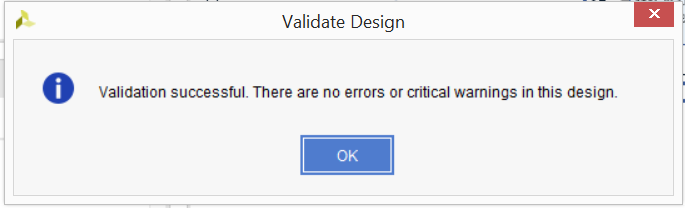 Validate Design
Validation successful. There are no errors or critical warnings in this design.
OK